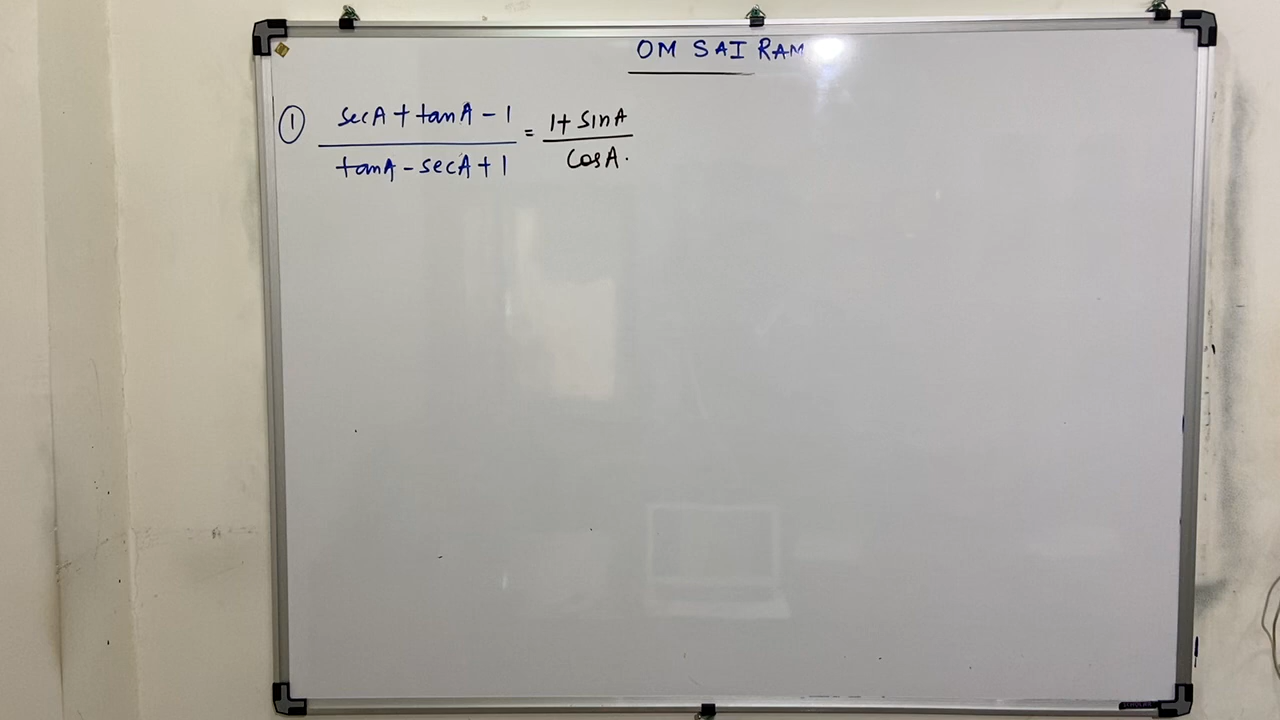 OM SAI RAM
① secA + tanA - 1 / tanA - secA + 1 = 1 + sinA / cosA.